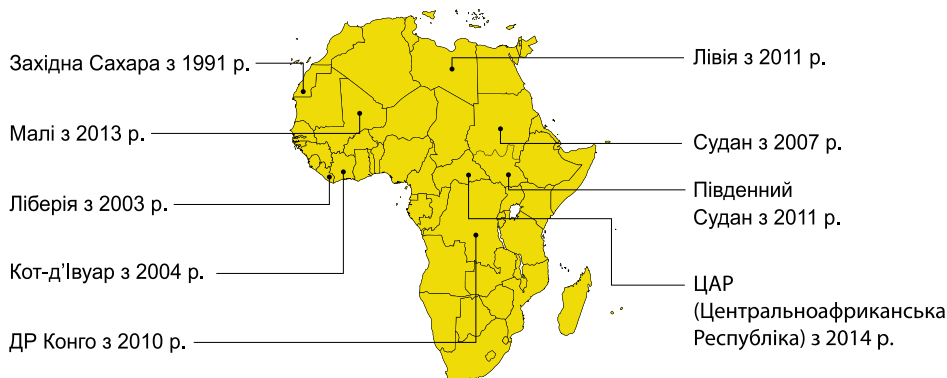 Західна Сахара з 1991 р.
Малі з 2013 р.
Ліберія з 2003 р.
Кот-д’Івуар з 2004 р.
ДР Конго з 2010 р.
Лівія з 2011 р.
Судан з 2007 р.
Південний
Судан з 2011 р.
ЦАР
(Центральноафриканська
Республіка) з 2014 р.